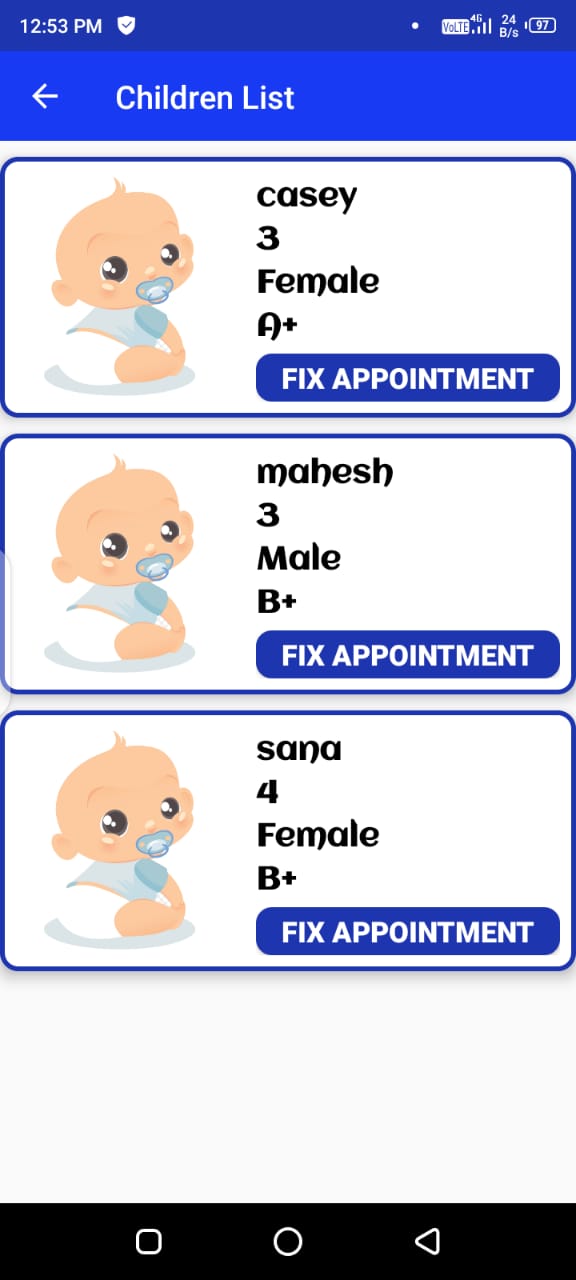 12:53 PM
VoLTE 4G 24 B/s 97
Children List
casey
3
Female
A+
FIX APPOINTMENT
mahesh
3
Male
B+
FIX APPOINTMENT
sana
4
Female
B+
FIX APPOINTMENT